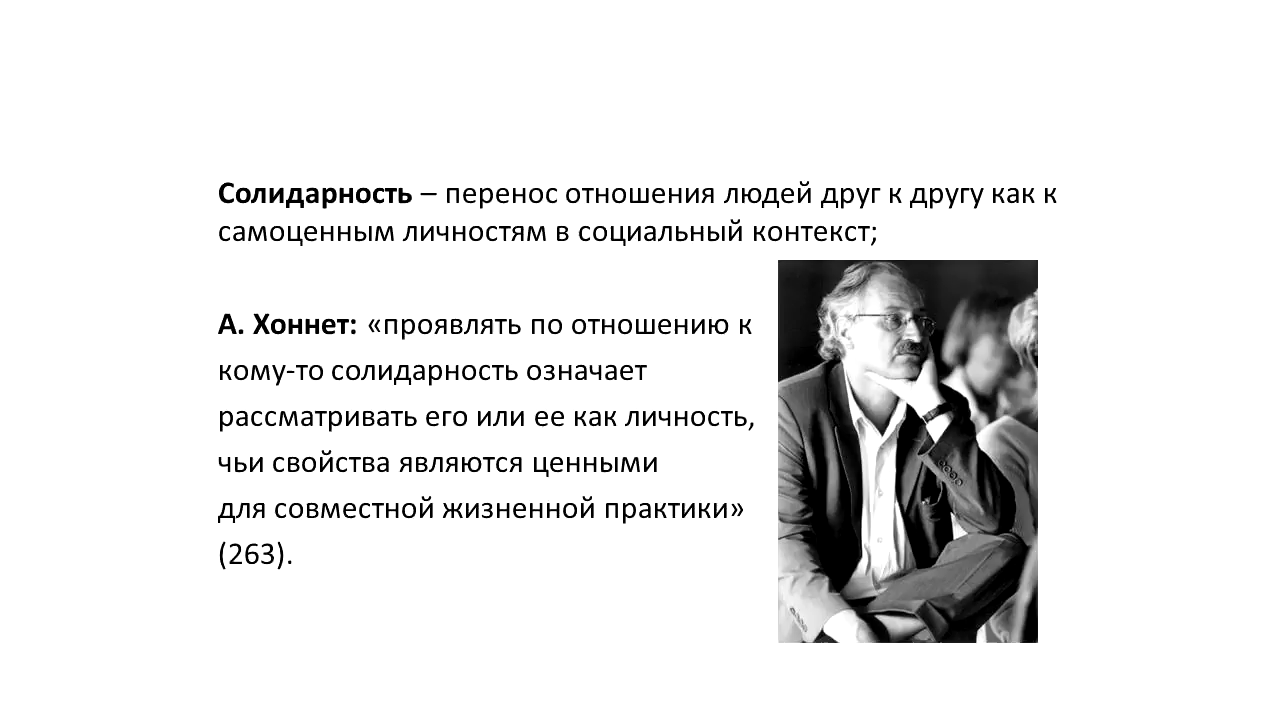 Солидарность – перенос отношения людей друг к другу как к
самоценным личностям в социальный контекст;
А. Хоннет: «проявлять по отношению к
кому-то солидарность означает
рассматривать его или ее как личность,
чьи свойства являются ценными
для совместной жизненной практики»
(263).